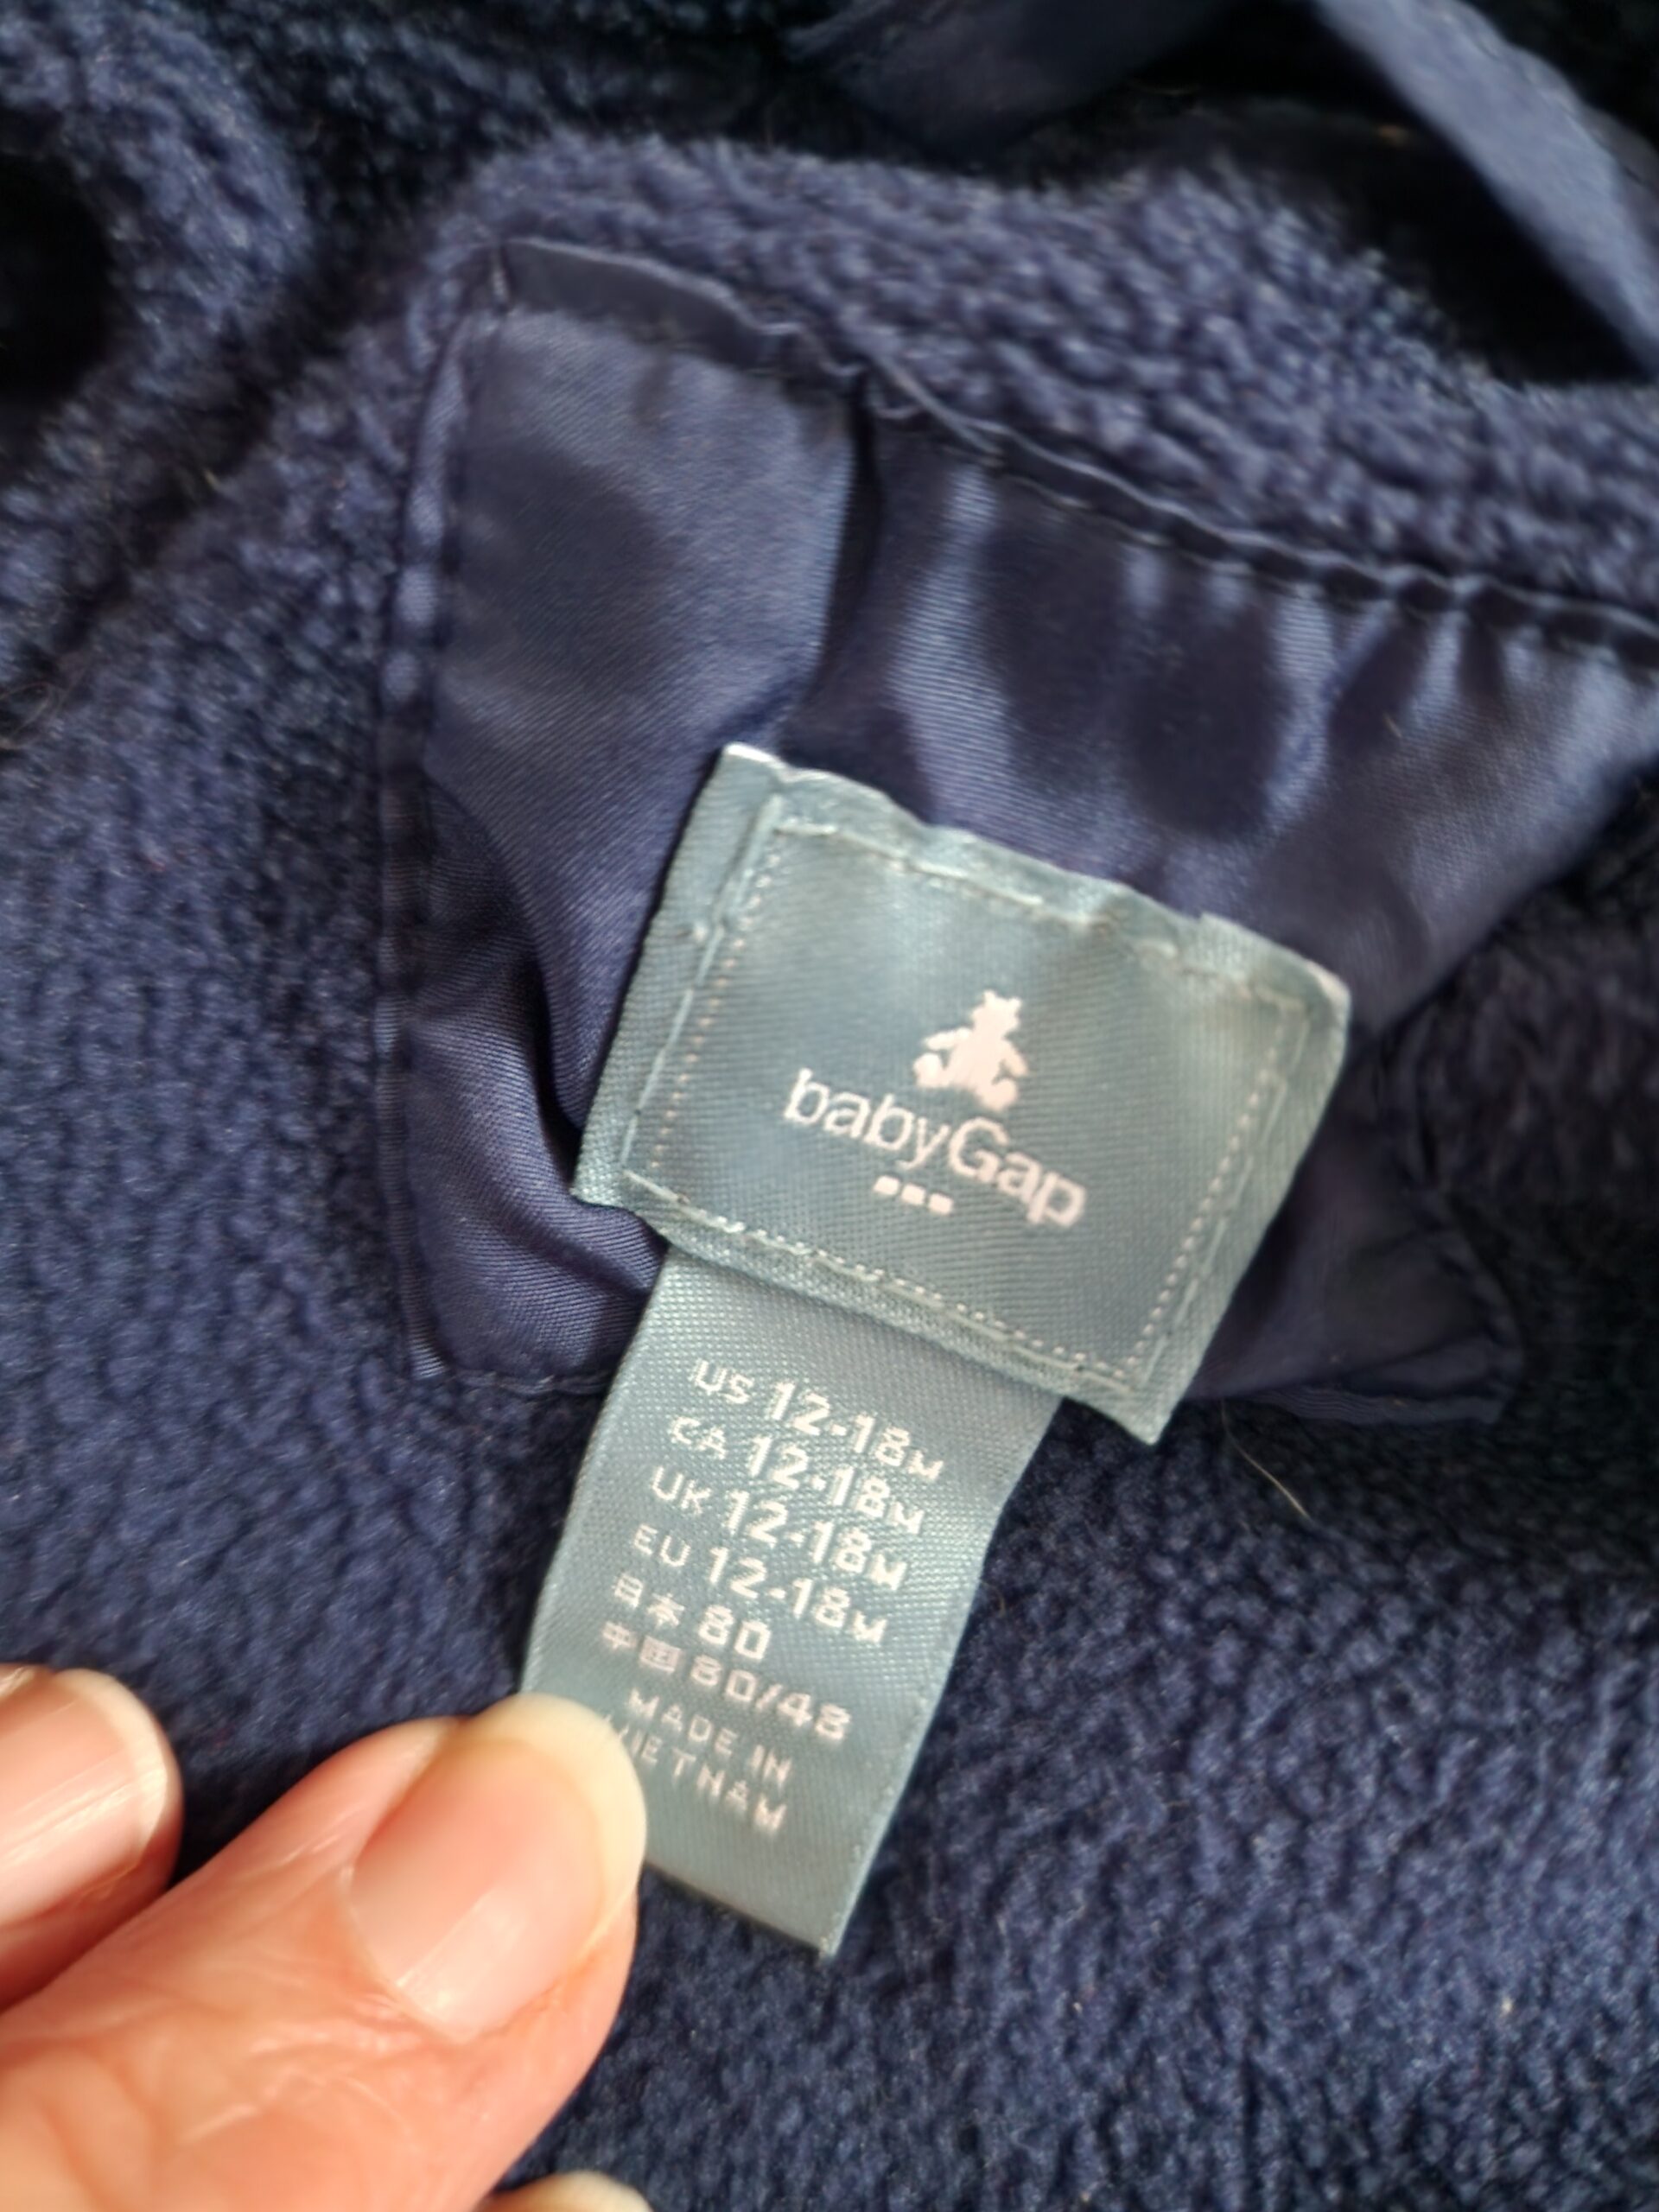 babyGap
US 12-18M
CA 12-18M
UK 12-18M
EU 12-18M
日本 80
中国 80/48
MADE IN
VIETNAM